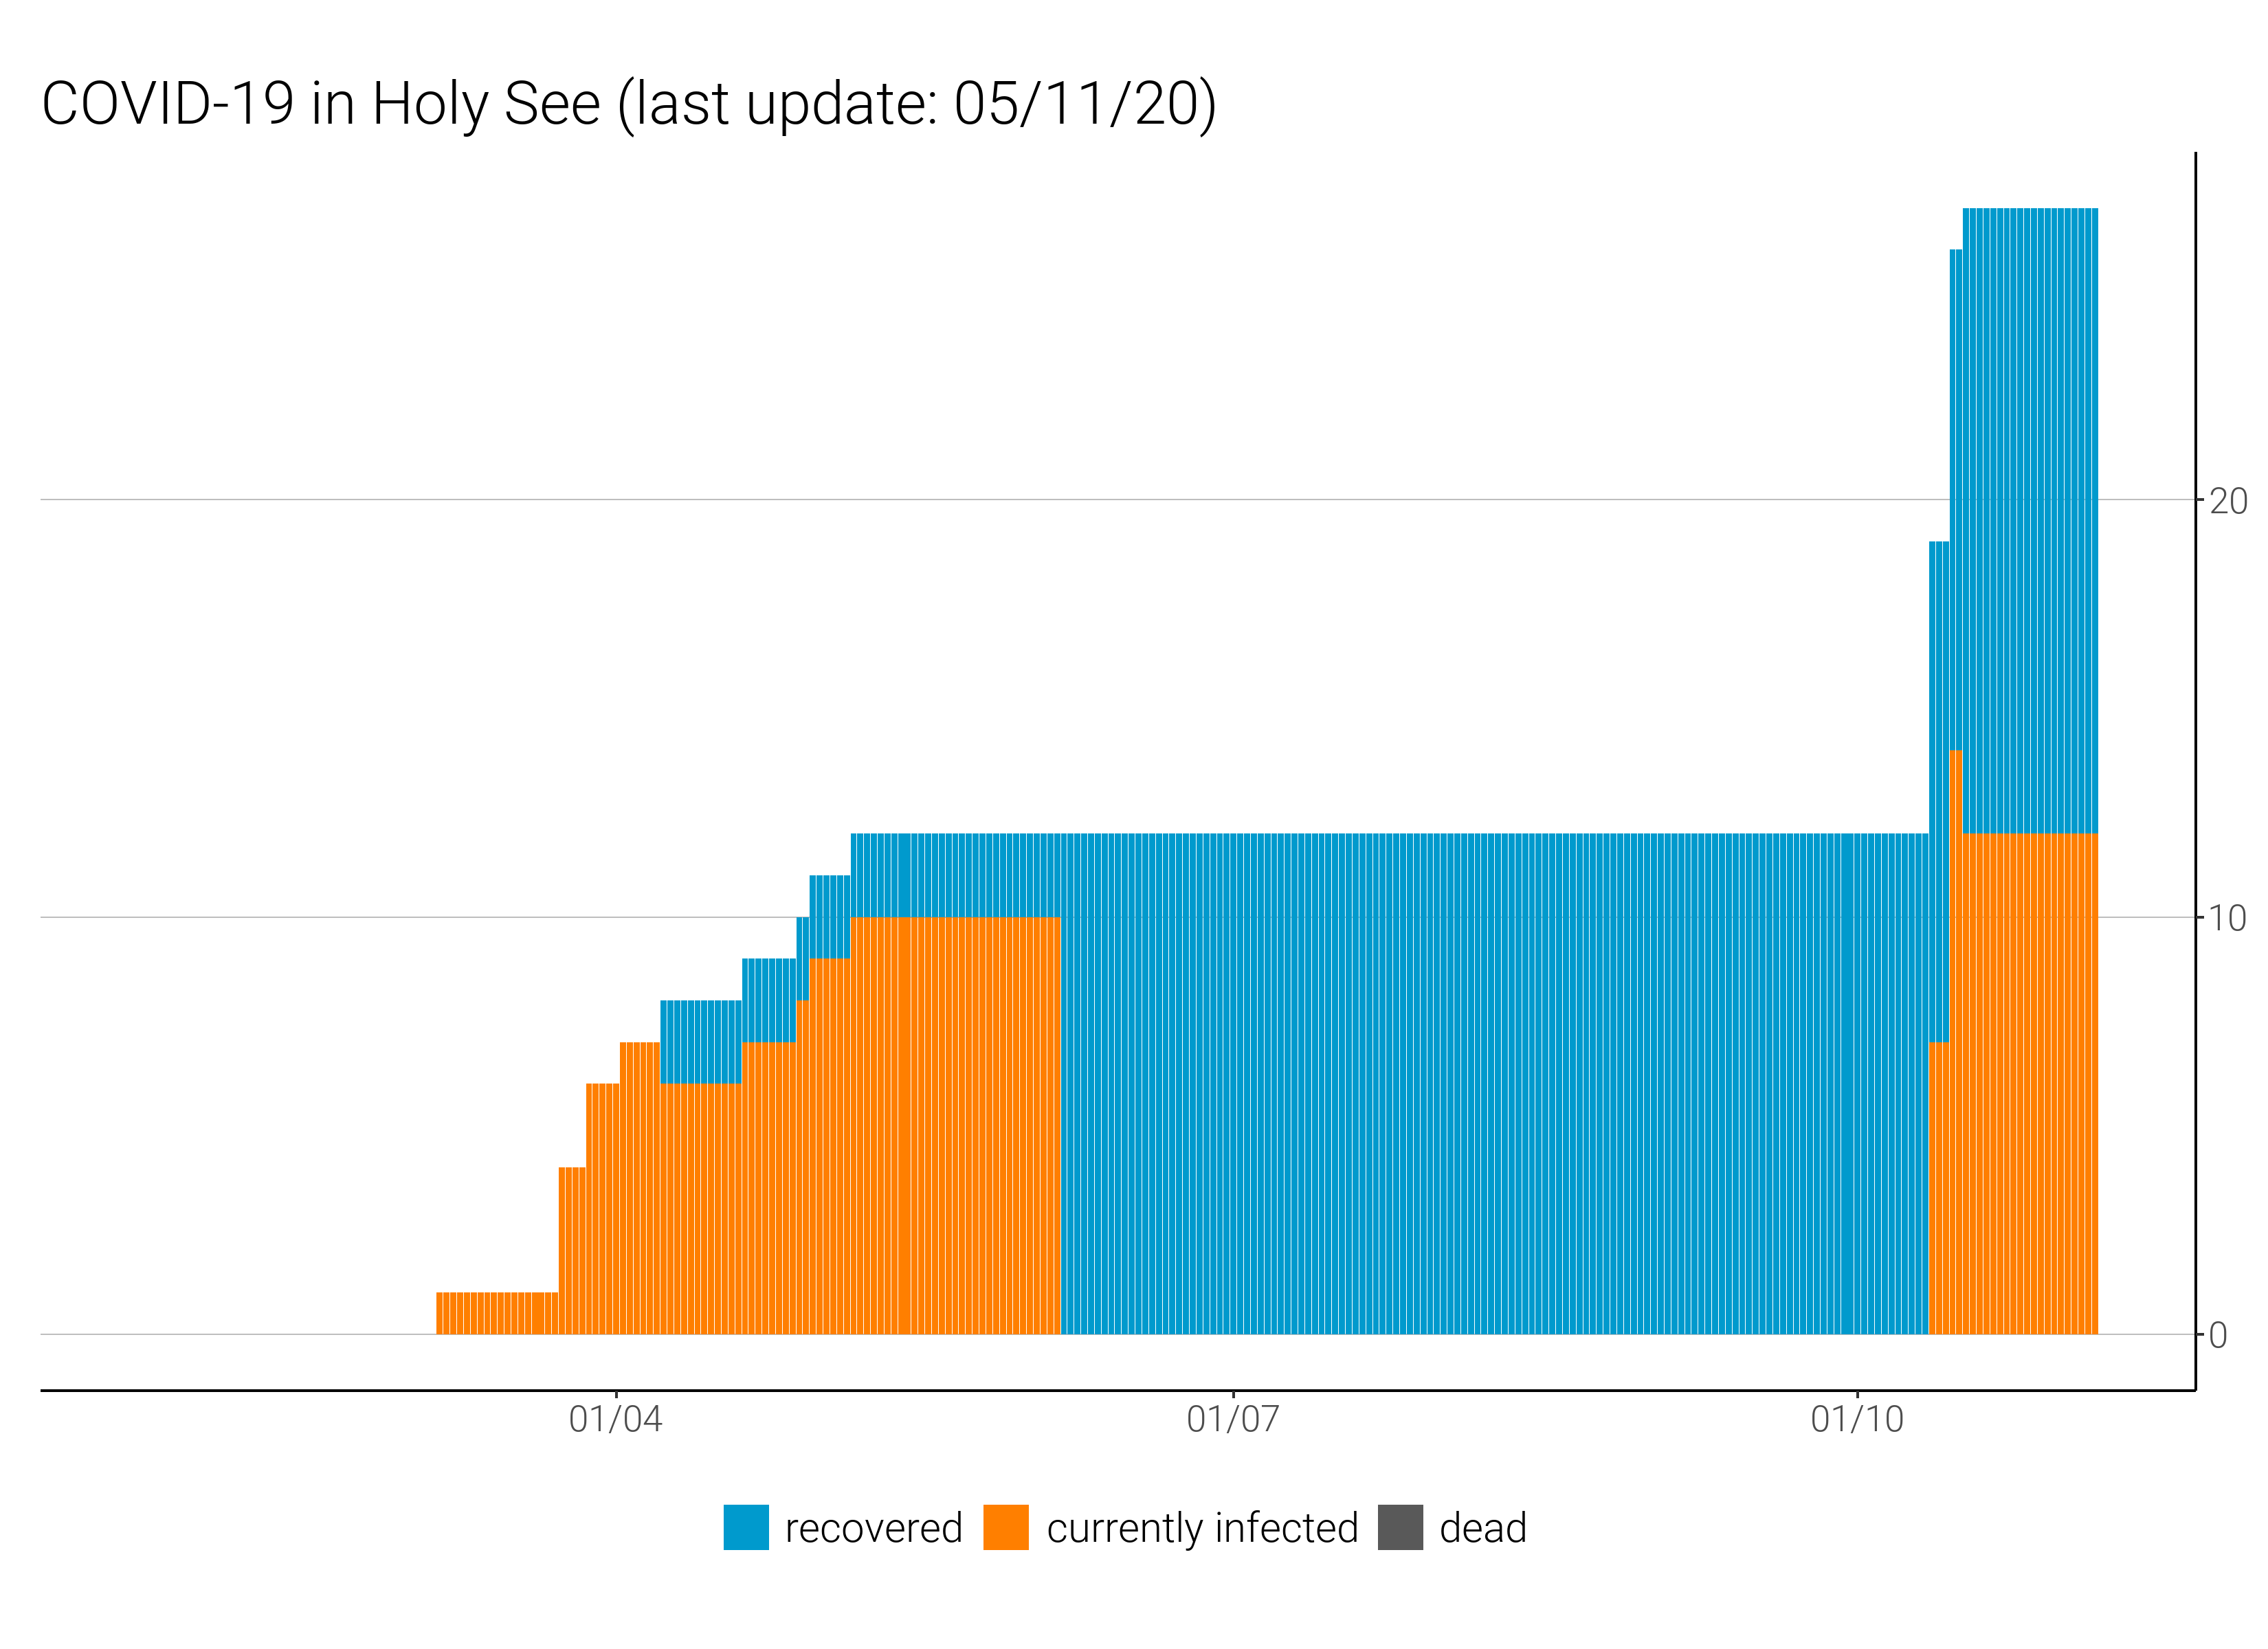 COVID-19 in Holy See (last update: 05/11/20)
20
10
0
01/04 01/07 01/10
recovered currently infected dead